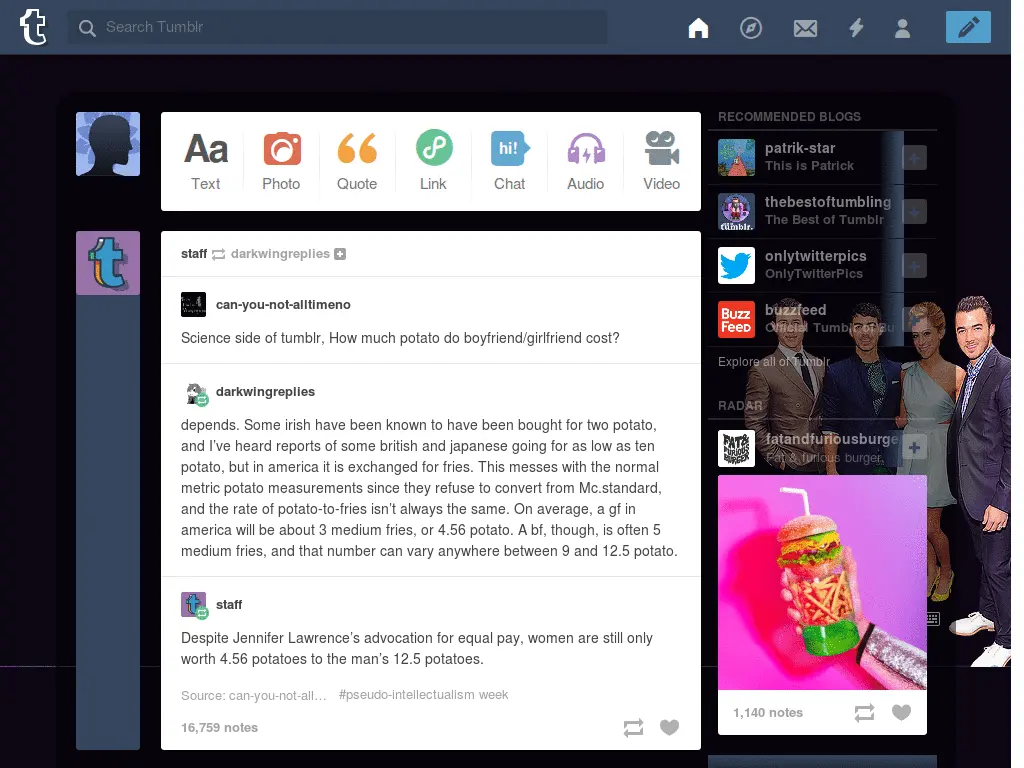 Search Tumblr
Aa
hi!
Text
Photo
Quote
Link
Chat
Audio
Video
staff darkwingreplies
can-you-not-alltimeno
Science side of tumblr, How much potato do boyfriend/girlfriend cost?
darkwingreplies
depends. Some irish have been known to have been bought for two potato,
and I've heard reports of some british and japanese going for as low as ten
potato, but in america it is exchanged for fries. This messes with the normal
metric potato measurements since they refuse to convert from Mc.standard,
and the rate of potato-to-fries isn't always the same. On average, a gf in
america will be about 3 medium fries, or 4.56 potato. A bf, though, is often 5
medium fries, and that number can vary anywhere between 9 and 12.5 potato.
staff
Despite Jennifer Lawrence's advocation for equal pay, women are still only
worth 4.56 potatoes to the man's 12.5 potatoes.
Source: can-you-not-all... #pseudo-intellectualism week
16,759 notes
RECOMMENDED BLOGS
patrik-star
This is Patrick
thebestoftumbling
The Best of Tumblr
Tumblr.
onlytwitterpics
OnlyTwitterPics
BUZZ
FEED
buzzfeed
Official Tumblr of Bu
Explore all of Tumblr
RADAR
FAT&
FURIOUS
BURGER
fatandfuriousburge
Fat & furious burger,
1,140 notes